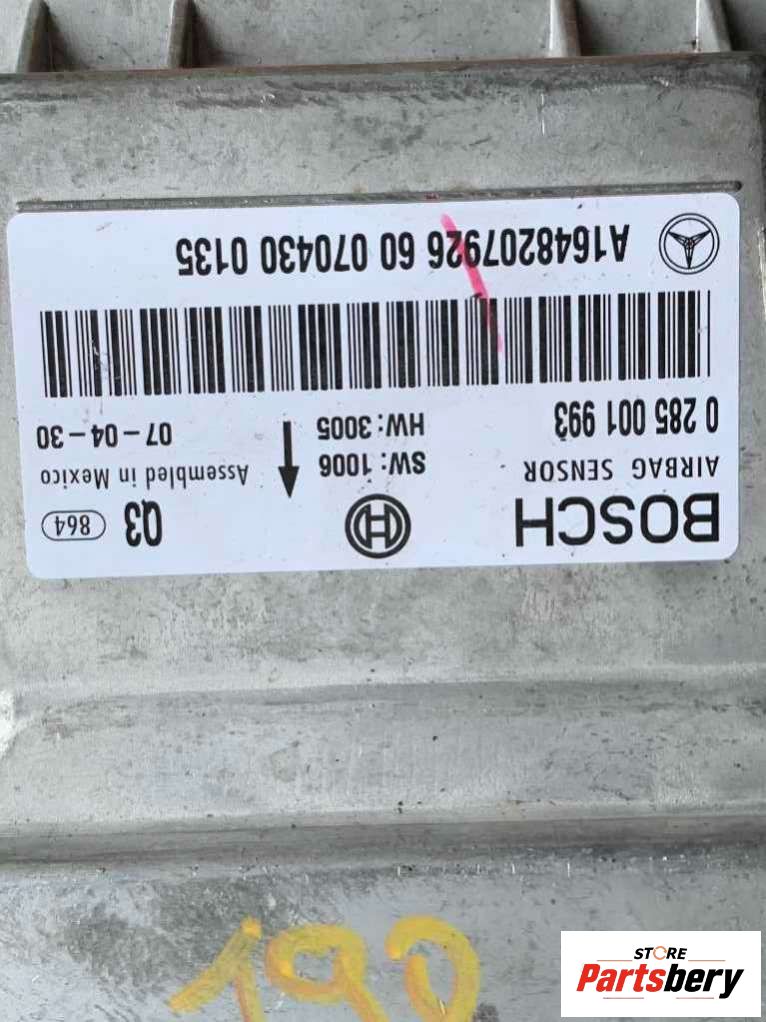 BOSCH
Q3 864
AIRBAG SENSOR
SW: 1006
Assembled in Mexico
0 285 001 993
HW: 3005
07-04-30
A1648207926 60 070430 0135
190
STORE
Partsbery